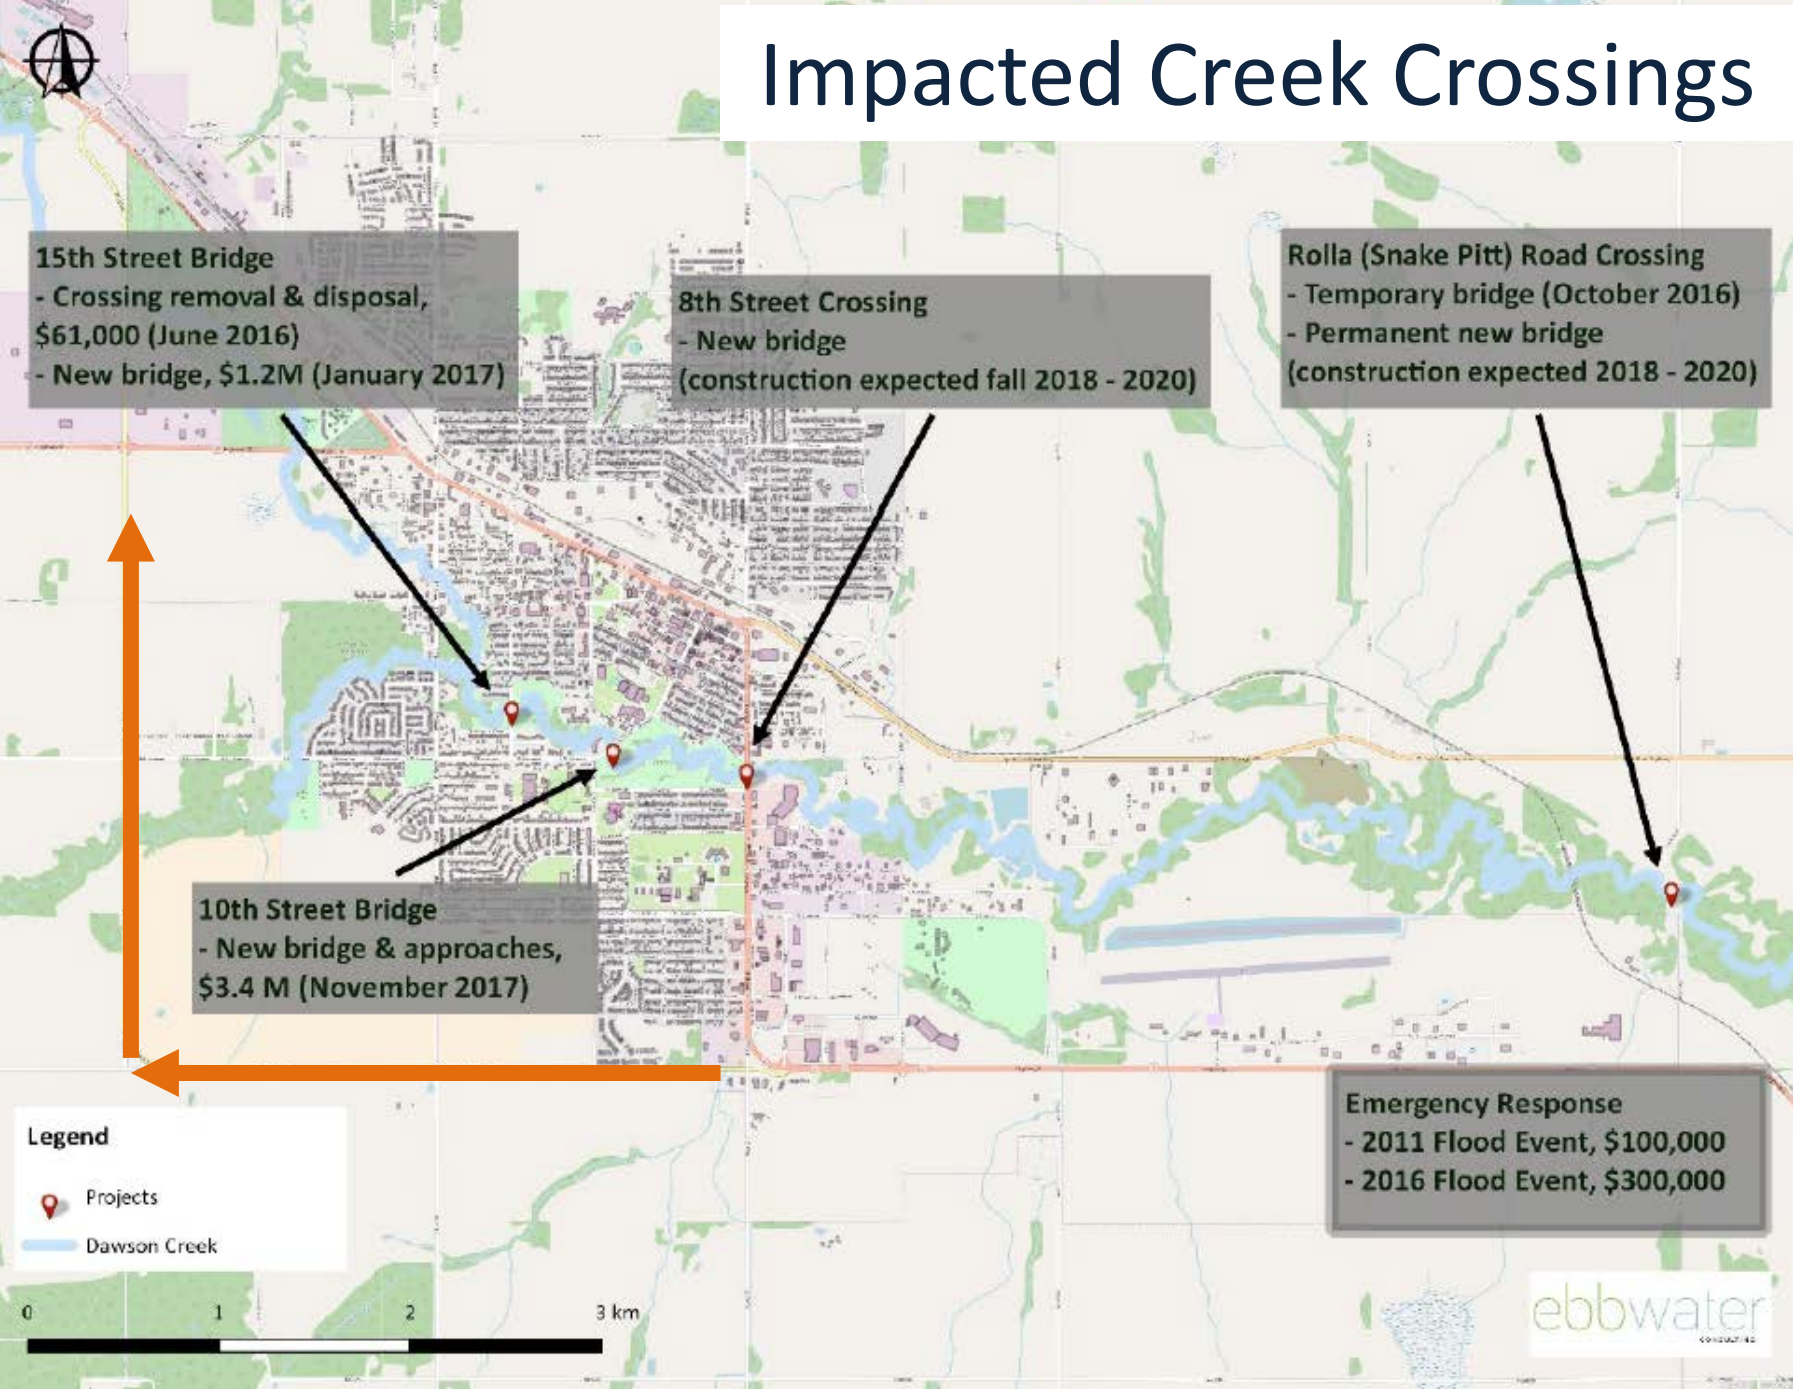 Impacted Creek Crossings
15th Street Bridge
- Crossing removal & disposal,
$61,000 (June 2016)
- New bridge, $1.2M (January 2017)
8th Street Crossing
- New bridge
(construction expected fall 2018 - 2020)
Rolla (Snake Pitt) Road Crossing
- Temporary bridge (October 2016)
- Permanent new bridge
(construction expected 2018 - 2020)
10th Street Bridge
- New bridge & approaches,
$3.4 M (November 2017)
Emergency Response
- 2011 Flood Event, $100,000
- 2016 Flood Event, $300,000
Legend
Projects
Dawson Creek
0 1 2 3 km
ebbwater
CONSULTING